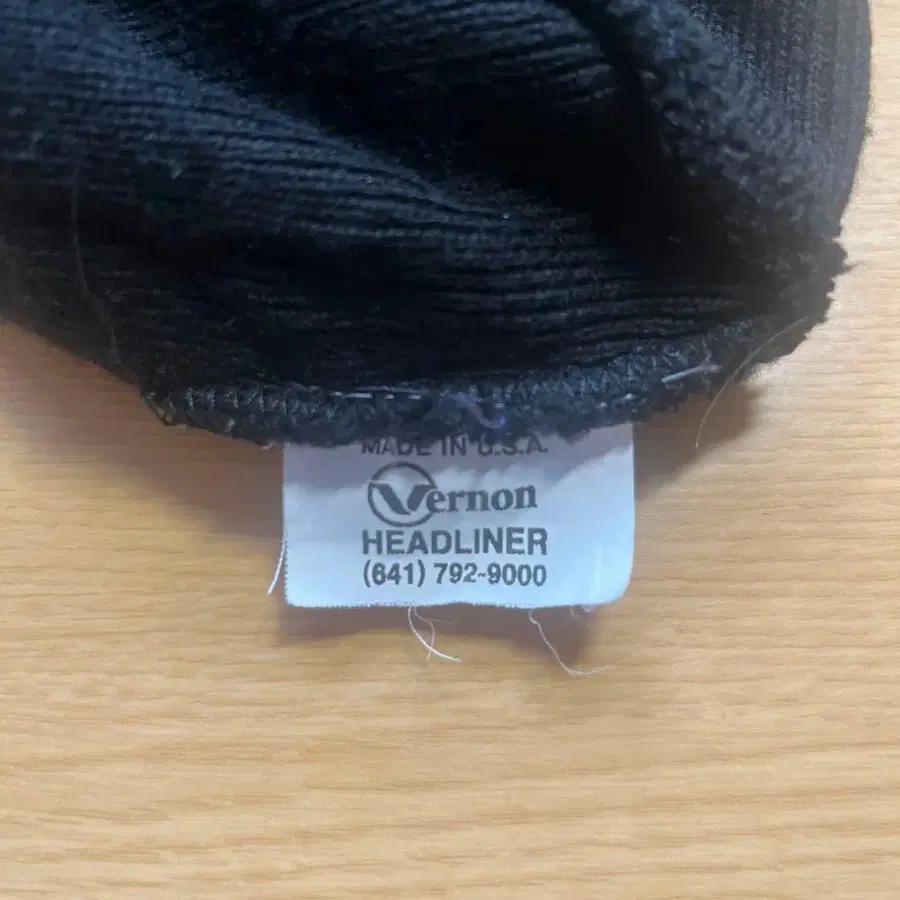 MADE IN U.S.A.
Vernon
HEADLINER
(641) 792-9000